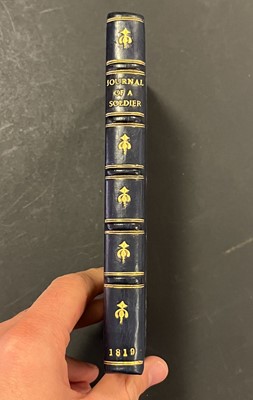 JOURNAL
OF A
SOLDIER
1819